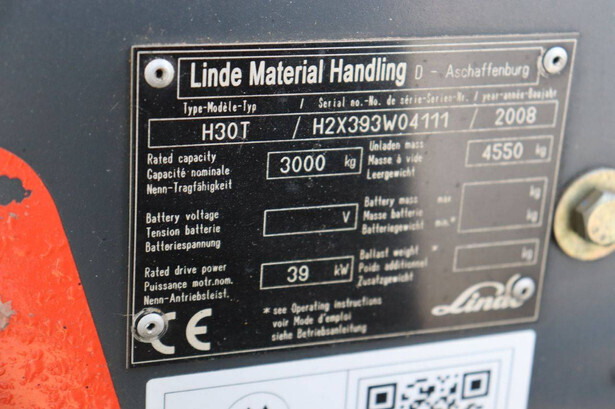 Linde Material Handling D - Aschaffenburg
Type-Modèle-Typ / Serial no.-No. de série-Serien-Nr. / year-année-Baujahr
H30T / H2X393W04111 / 2008
Rated capacity
Capacité nominale
Nenn-Tragfähigkeit
3000 kg
Unladen mass
Masse à vide
Leergewicht
4550 kg
Battery voltage
Tension batterie
Batteriespannung
V
Battery mass max
Masse batterie
Batteriegewicht min.*
kg
kg
Rated drive power
Puissance motr.nom.
Nenn-Antriebsleist.
39 kW
Ballast weight *
Poids additionnel
Zusatzgewicht
kg
* see Operating instructions
voir Mode d'emploi
siehe Betriebsanleitung
CE
Linde